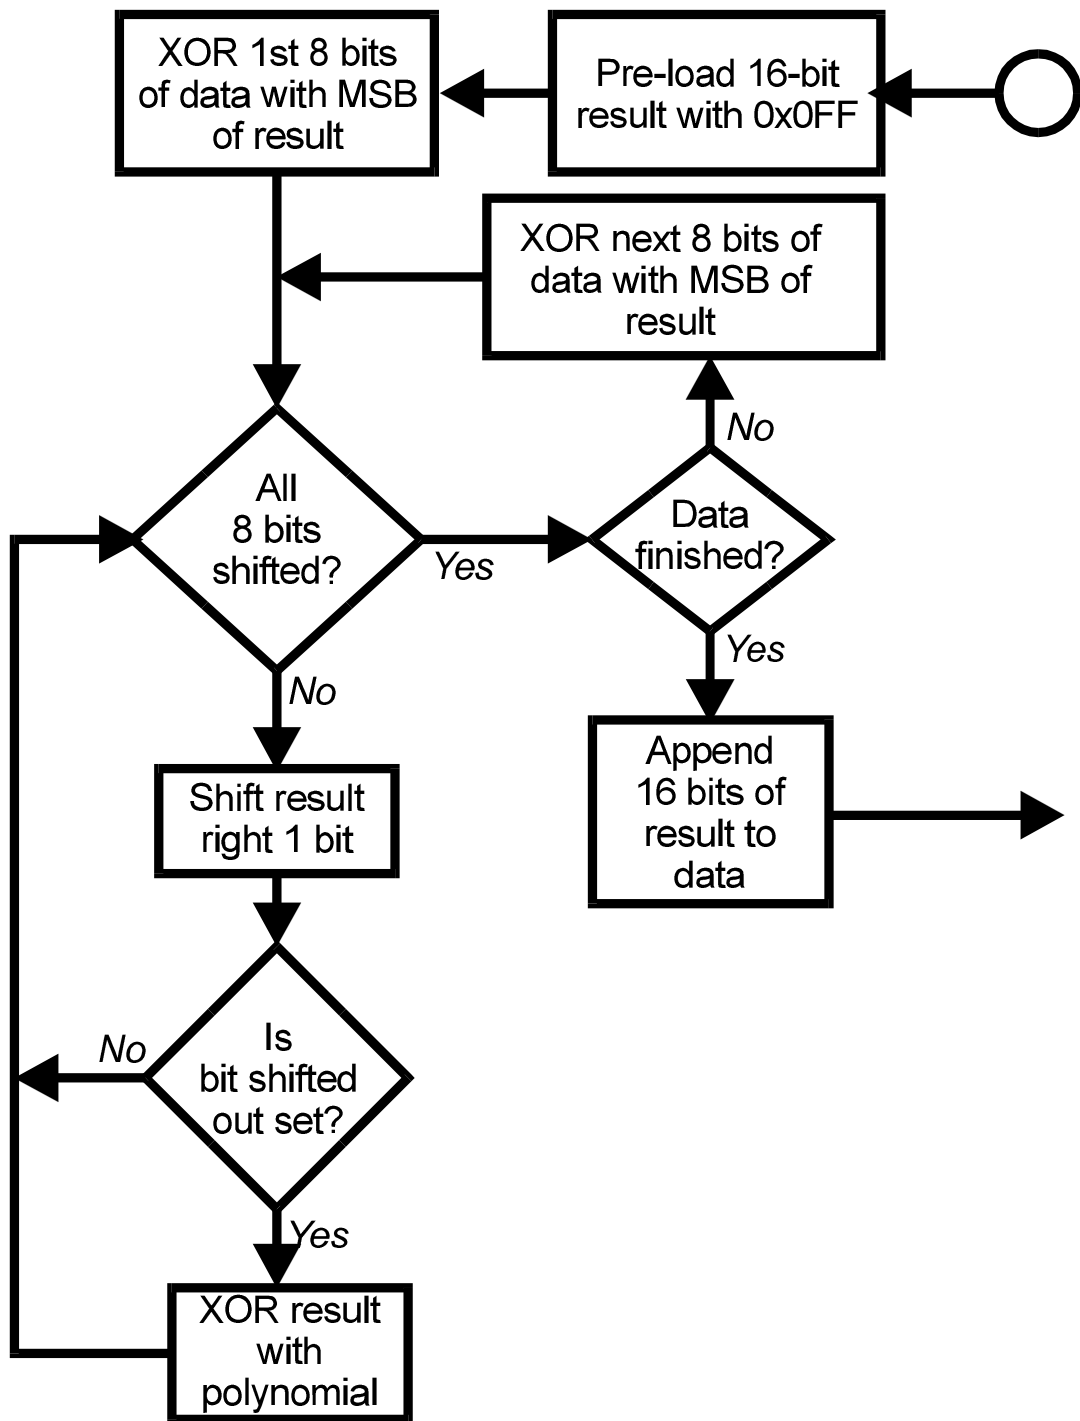 XOR 1st 8 bits
of data with MSB
of result
Pre-load 16-bit
result with 0x0FF
XOR next 8 bits of
data with MSB of
result
No
All
8 bits
shifted?
Yes
Data
finished?
No
Yes
Shift result
right 1 bit
Append
16 bits of
result to
data
Is
bit shifted
out set?
No
Yes
XOR result
with
polynomial